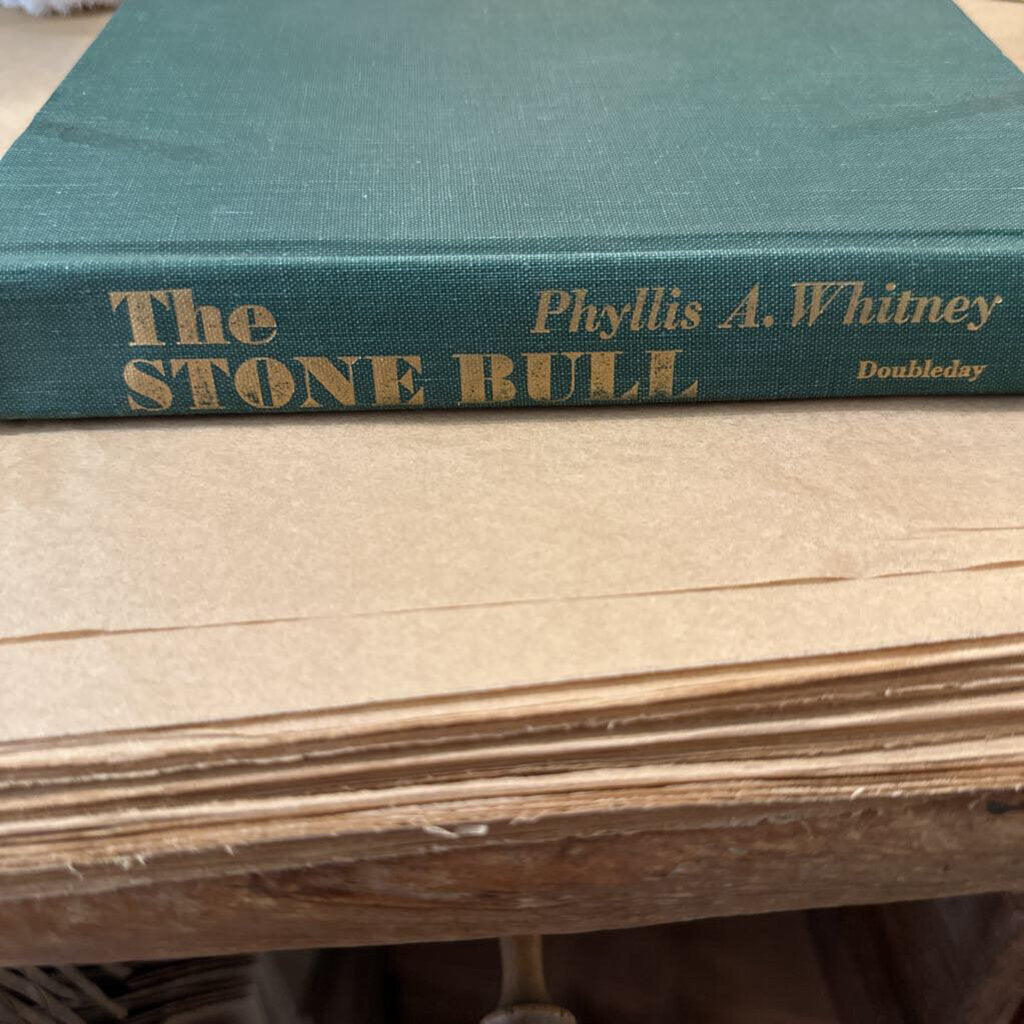 The
STONE BULL
Phyllis A. Whitney
Doubleday